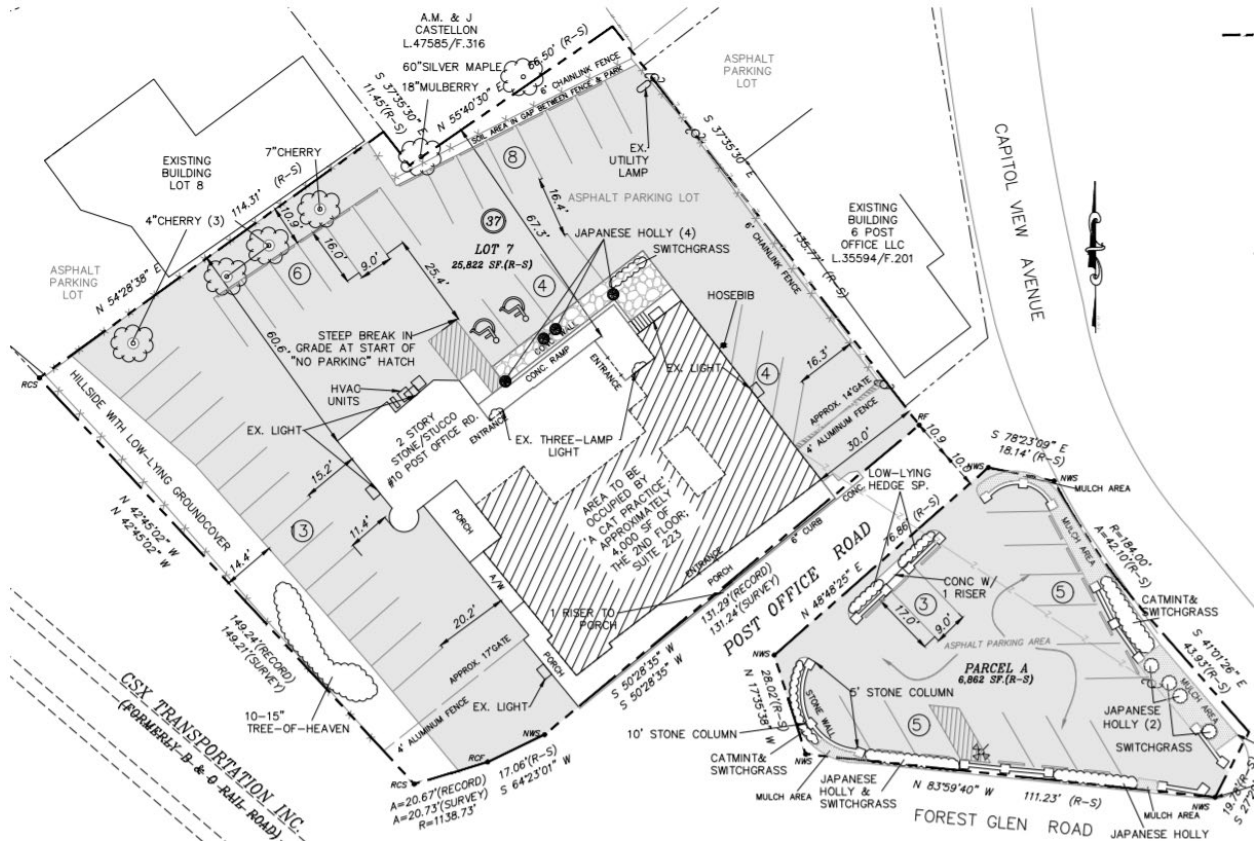 A.M. & J
CASTELLON
L.47585/F.316
60"SILVER MAPLE
18"MULBERRY
66.50' (R-S)
S 37°35'30" E
11.45'(R-S)
N 55°40'30" E
6' CHAINLINK FENCE
SOIL AREA IN GAP BETWEEN FENCE & PARK
ASPHALT
PARKING
LOT
EX.
UTILITY
LAMP
S 37°35'30" E
CAPITOL VIEW AVENUE
EXISTING
BUILDING
LOT 8
7"CHERRY
4"CHERRY (3)
114.31' (R-S)
10.9'
16.0'
9.0'
6
8
16.4'
67.3'
37
LOT 7
25,822 SF.(R-S)
ASPHALT PARKING LOT
JAPANESE HOLLY (4)
SWITCHGRASS
EXISTING
BUILDING
6 POST
OFFICE LLC
L.35594/F.201
135.77' (R-S)
6' CHAINLINK FENCE
ASPHALT
PARKING
LOT
N 54°28'38" E
25.4'
4
HOSEBIB
STEEP BREAK IN
GRADE AT START OF
"NO PARKING" HATCH
60.6'
CONC. RAMP
ENTRANCE
EX. LIGHT
4
16.3'
APPROX. 14'GATE
4' ALUMINUM FENCE
30.0'
RCS
HILLSIDE WITH LOW-LYING GROUNDCOVER
HVAC
UNITS
EX. LIGHT
2 STORY
STONE/STUCCO
#10 POST OFFICE RD.
ENTRANCE
EX. THREE-LAMP
LIGHT
RF
10.9
S 78°23'09" E
18.14' (R-S)
NWS
NWS
MULCH AREA
LOW-LYING
HEDGE SP.
CONC.
15.2'
13
11.4'
14.4'
N 42°45'02" W
N 42°45'02" W
AREA TO BE
OCCUPIED BY
"A CAT PRACTICE"
APPROXIMATELY
4,000 SF OF
THE 2ND FLOOR;
SUITE 223
PORCH
A/W
6" CURB
ENTRANCE
PORCH
76.86' (R-S)
MULCH AREA
R=184.00'
A=42.10'(R-S)
1 RISER TO
PORCH
131.29'(RECORD)
131.24'(SURVEY)
POST OFFICE ROAD
N 48°48'25" E
CONC W/
1 RISER
3
17.0'
9.0'
5
CATMINT&
SWITCHGRASS
ASPHALT PARKING AREA
S 41°01'26" E
43.93'(R-S)
20.2'
APPROX. 17'GATE
PORCH
149.24'(RECORD)
149.21'(SURVEY)
S 50°28'35" W
S 50°28'35" W
NWS
PARCEL A
6,862 SF.(R-S)
MULCH AREA
28.02'(R-S)
N 17°35'38" W
STONE WALL
5' STONE COLUMN
5
JAPANESE
HOLLY (2)
SWITCHGRASS
CSX TRANSPORTATION INC.
(FORMERLY B & O RAIL ROAD)
10-15"
TREE-OF-HEAVEN
4' ALUMINUM FENCE
EX. LIGHT
NWS
10' STONE COLUMN
CATMINT&
SWITCHGRASS
NWS
RCF
RCS
17.06'(R-S)
S 64°23'01" W
A=20.67'(RECORD)
A=20.73'(SURVEY)
R=1138.73'
MULCH AREA
JAPANESE
HOLLY &
SWITCHGRASS
N 83°59'40" W
111.23' (R-S)
MULCH AREA
NWS
JAPANESE HOLLY
FOREST GLEN ROAD